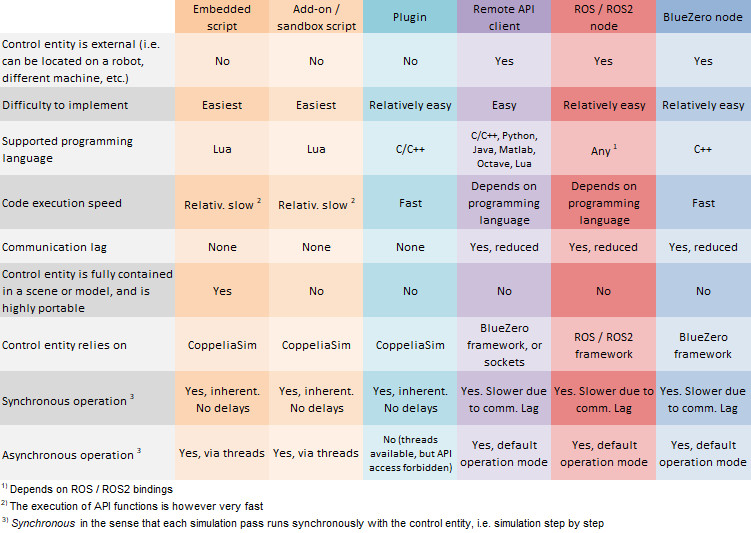 Embedded script
Add-on / sandbox script
Plugin
Remote API client
ROS / ROS2 node
BlueZero node
Control entity is external (i.e.
can be located on a robot,
different machine, etc.)
No
No
No
Yes
Yes
Yes
Difficulty to implement
Easiest
Easiest
Relatively easy
Easy
Relatively easy
Relatively easy
Supported programming
language
Lua
Lua
C/C++
C/C++, Python,
Java, Matlab,
Octave, Lua
Any 1
C++
Code execution speed
Relativ. slow 2
Relativ. slow 2
Fast
Depends on
programming
language
Depends on
programming
language
Fast
Communication lag
None
None
None
Yes, reduced
Yes, reduced
Yes, reduced
Control entity is fully contained
in a scene or model, and is
highly portable
Yes
No
No
No
No
No
Control entity relies on
CoppeliaSim
CoppeliaSim
CoppeliaSim
BlueZero
framework, or
sockets
ROS / ROS2
framework
BlueZero
framework
Synchronous operation 3
Yes, inherent.
No delays
Yes, inherent.
No delays
Yes, inherent.
No delays
Yes. Slower due
to comm. Lag
Yes. Slower due to
comm. Lag
Yes. Slower due
to comm. Lag
Asynchronous operation 3
Yes, via threads
Yes, via threads
No (threads
available, but API
access forbidden)
Yes, default
operation mode
Yes, default
operation mode
Yes, default
operation mode
1) Depends on ROS / ROS2 bindings
2) The execution of API functions is however very fast
3) Synchronous in the sense that each simulation pass runs synchronously with the control entity, i.e. simulation step by step